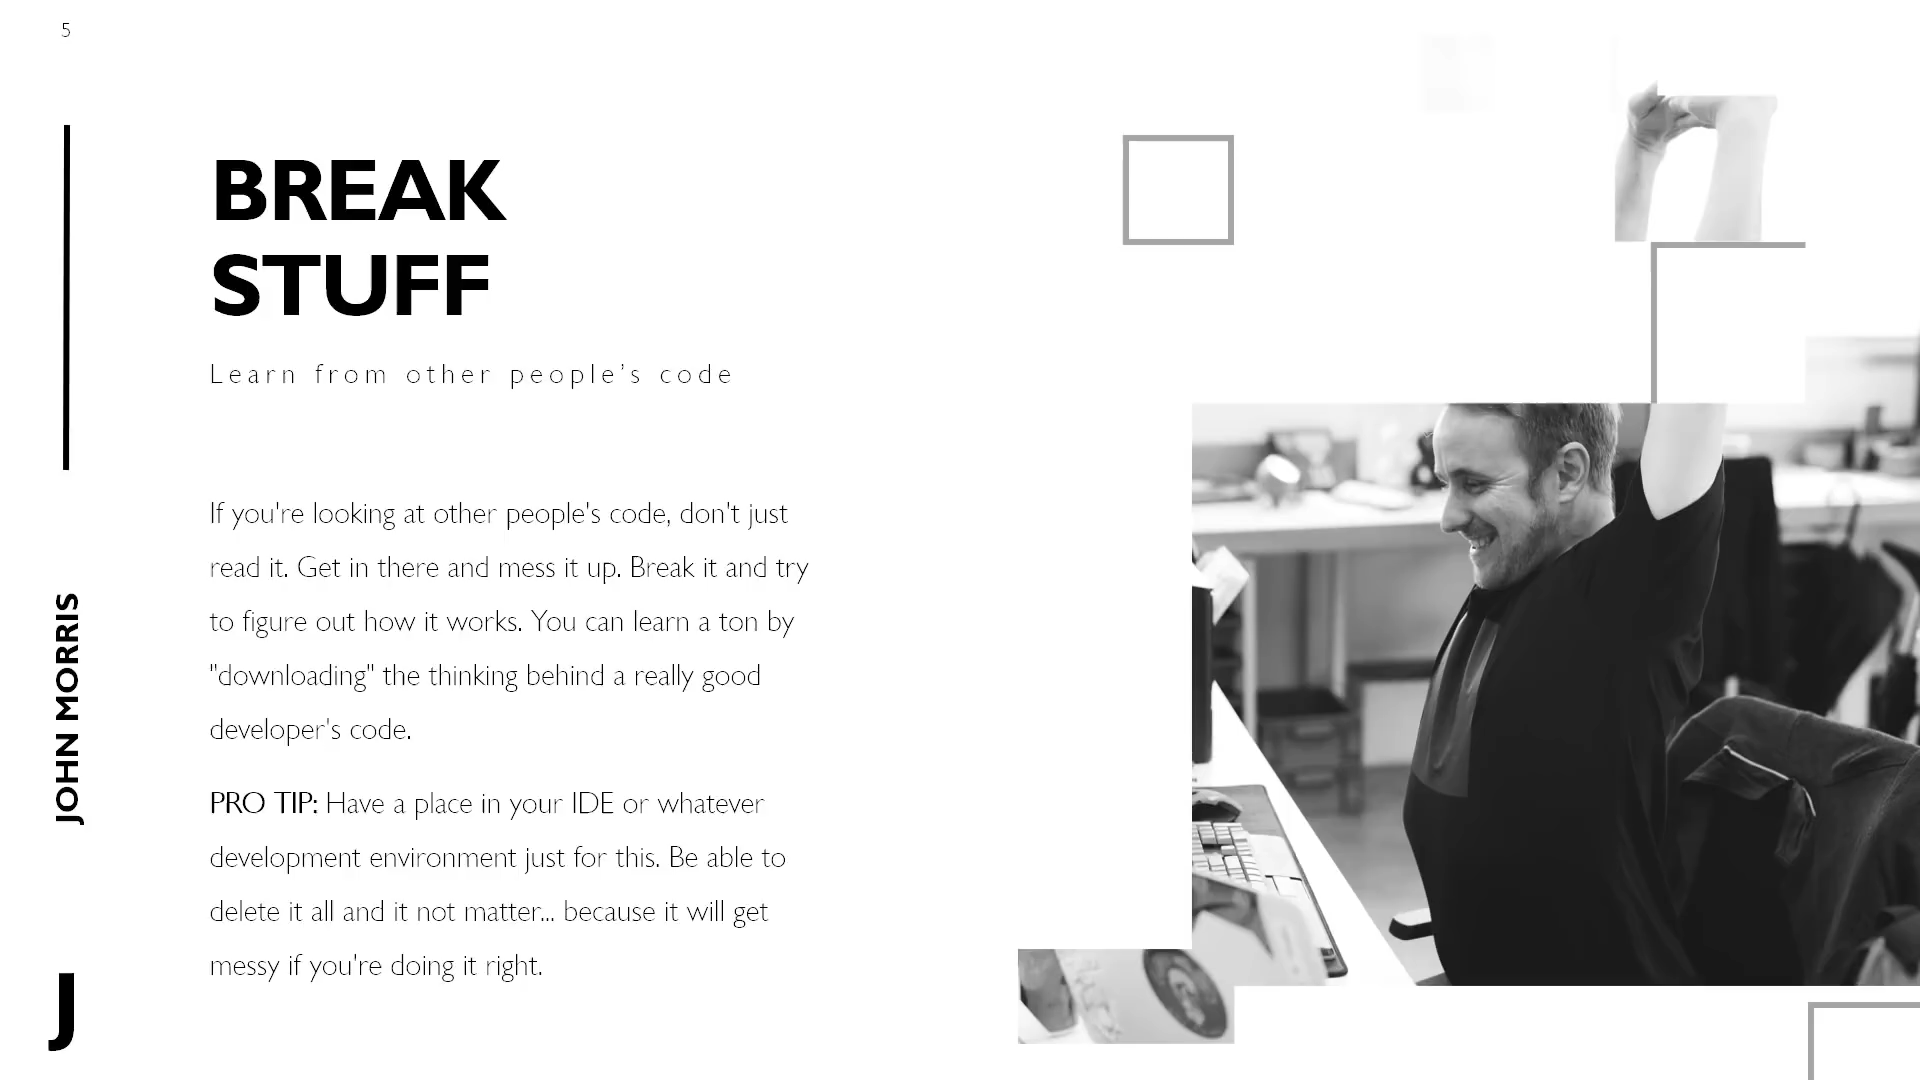 5
BREAK
STUFF
Learn from other people’s code
If you're looking at other people's code, don't just
read it. Get in there and mess it up. Break it and try
to figure out how it works. You can learn a ton by
"downloading" the thinking behind a really good
developer's code.
PRO TIP: Have a place in your IDE or whatever
development environment just for this. Be able to
delete it all and it not matter... because it will get
messy if you're doing it right.
JOHN MORRIS
J